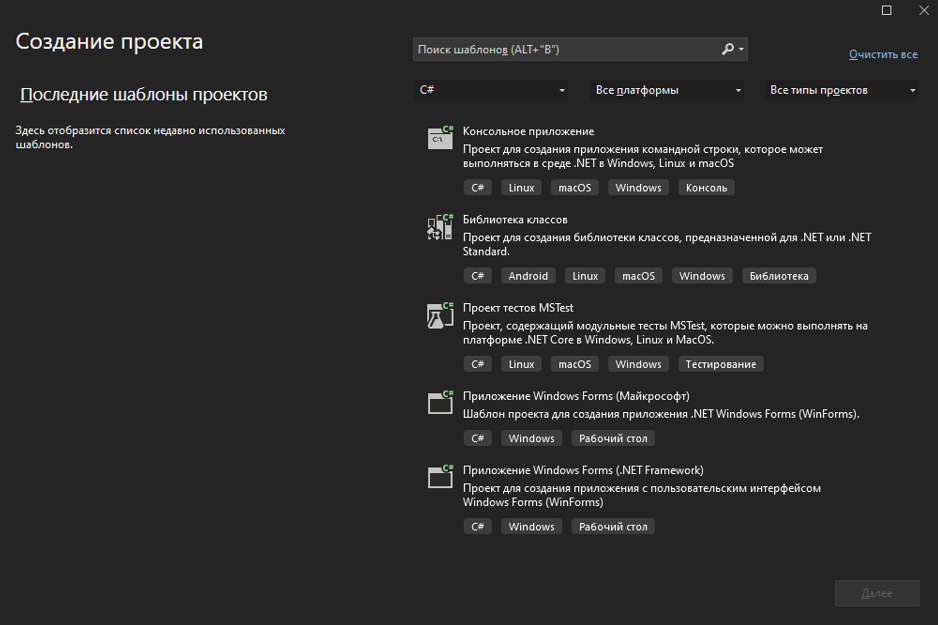 Создание проекта
Поиск шаблонов (ALT+"В")
Очистить все
Последние шаблоны проектов
C#
Все платформы
Все типы проектов
Здесь отобразится список недавно использованных
шаблонов.
C#
C:\
Консольное приложение
Проект для создания приложения командной строки, которое может
выполняться в среде .NET в Windows, Linux и macOS
C# Linux macOS Windows Консоль
C#
Библиотека классов
Проект для создания библиотеки классов, предназначенной для .NET или .NET
Standard.
C# Android Linux macOS Windows Библиотека
C#
Проект тестов MSTest
Проект, содержащий модульные тесты MSTest, которые можно выполнять на
платформе .NET Core в Windows, Linux и MacOS.
C# Linux macOS Windows Тестирование
C#
Приложение Windows Forms (Майкрософт)
Шаблон проекта для создания приложения .NET Windows Forms (WinForms).
C# Windows Рабочий стол
C#
Приложение Windows Forms (.NET Framework)
Проект для создания приложения с пользовательским интерфейсом
Windows Forms (WinForms)
C# Windows Рабочий стол
Далее